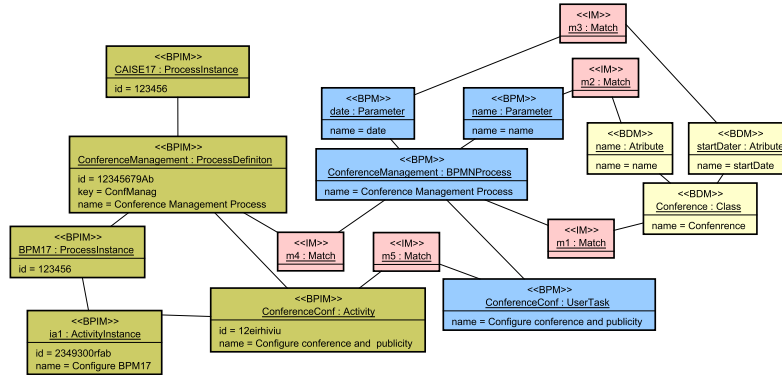 <<IM>>
m3 : Match
<<BPIM>>
CAISE17 : ProcessInstance
id = 123456
<<IM>>
m2 : Match
<<BPM>>
date : Parameter
name = date
<<BPM>>
name : Parameter
name = name
<<BDM>>
name : Atribute
name = name
<<BDM>>
startDater : Atribute
name = startDate
<<BPIM>>
ConferenceManagement : ProcessDefiniton
id = 12345679Ab
key = ConfManag
name = Conference Management Process
<<BPM>>
ConferenceManagement : BPMNProcess
name = Conference Management Process
<<BDM>>
Conference : Class
name = Confenrence
<<BPIM>>
BPM17 : ProcessInstance
id = 123456
<<IM>>
m4 : Match
<<IM>>
m5 : Match
<<IM>>
m1 : Match
<<BPIM>>
ConferenceConf : Activity
id = 12eirhiviu
name = Configure conference and publicity
<<BPM>>
ConferenceConf : UserTask
name = Configure conference and publicity
<<BPIM>>
ia1 : ActivityInstance
id = 2349300rfab
name = Configure BPM17